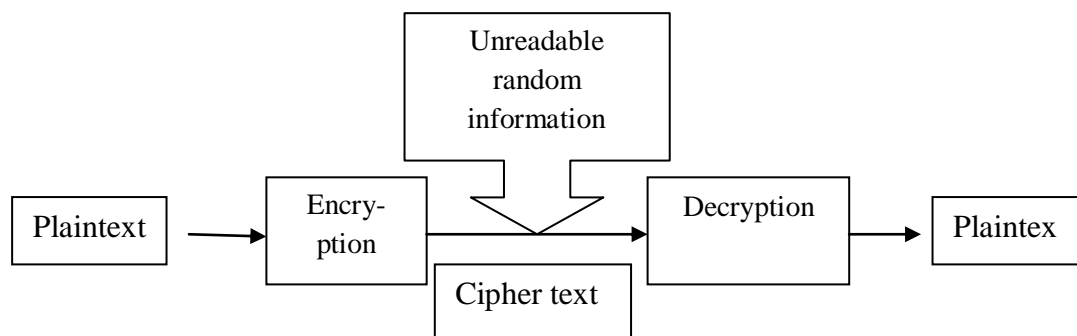 Unreadable
random
information
Plaintext
Encry-
ption
Decryption
Plaintex
Cipher text